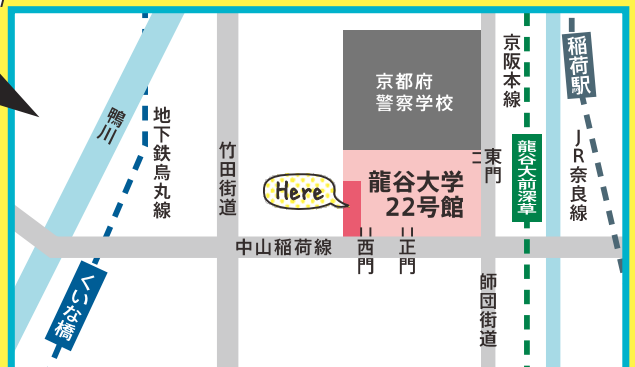 京都府
警察学校
京阪本線
稲荷駅
鴨川
地下鉄烏丸線
竹田街道
Here
龍谷大学
22号館
東門
龍谷大前深草
JR奈良線
中山稲荷線
西門
正門
くいな橋
師団街道